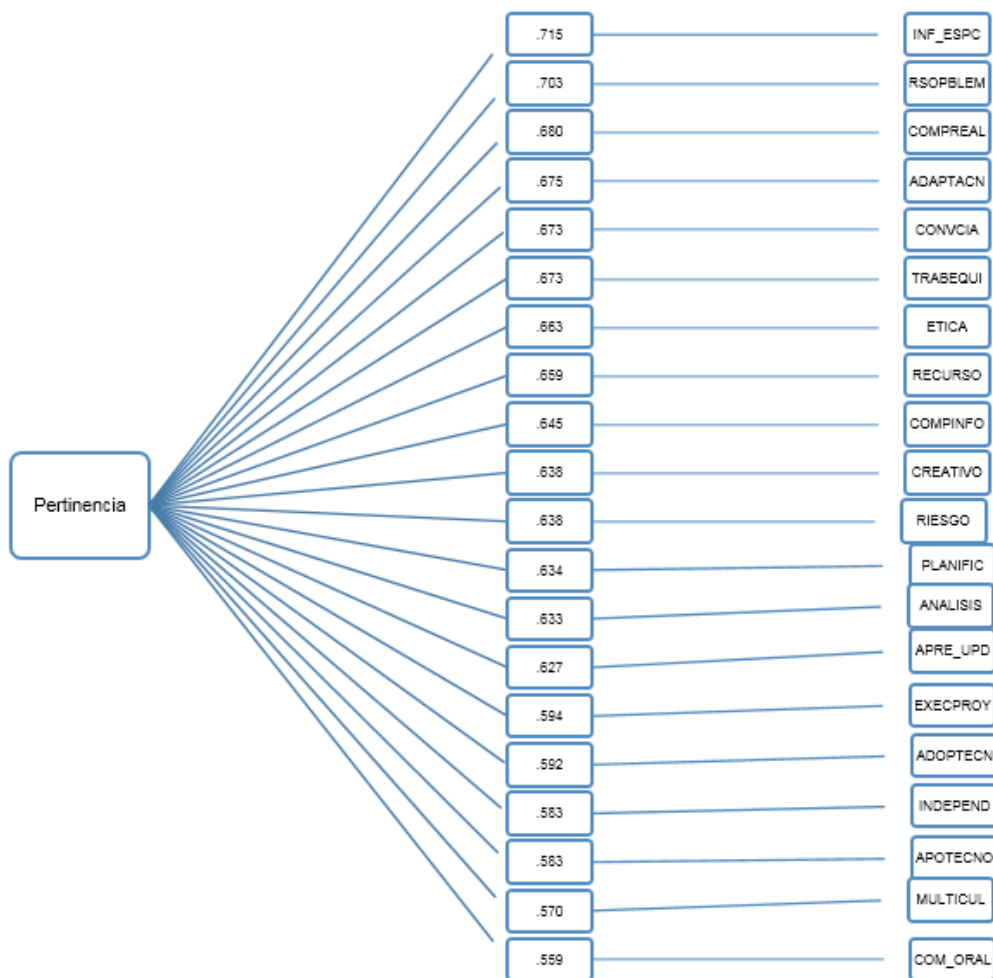 .715 INF_ESPC
.703 RSOPBLEM
.680 COMPREAL
.675 ADAPTACN
.673 CONVCIA
.673 TRABEQUI
.663 ETICA
.659 RECURSO
.645 COMPINFO
.638 CREATIVO
Pertinencia
.638 RIESGO
.634 PLANIFIC
.633 ANALISIS
.627 APRE_UPD
.594 EXECPROY
.592 ADOPTECN
.583 INDEPEND
.583 APOTECNO
.570 MULTICUL
.559 COM_ORAL